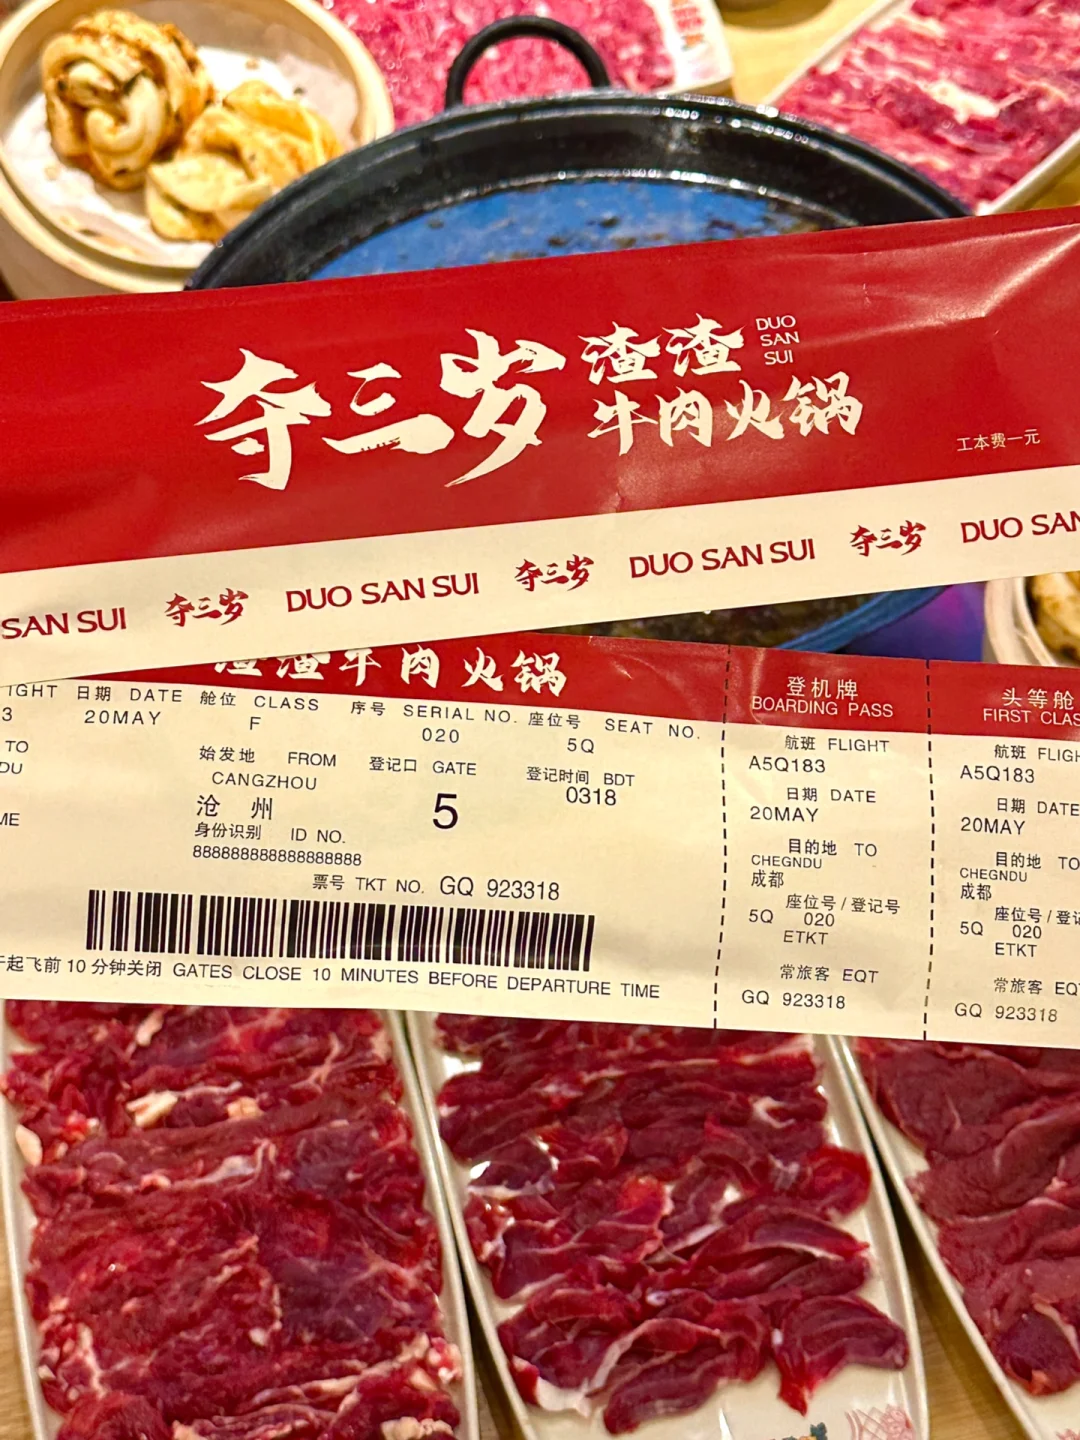 夺三岁 渣渣 DUO
SAN
SUI
牛肉火锅
工本费一元
SAN SUI 夺三岁 DUO SAN SUI 夺三岁 DUO SAN SUI 夺三岁 DUO SAN
渣渣牛肉火锅
IGHT 日期 DATE 舱位 CLASS 序号 SERIAL NO. 座位号 SEAT NO.
3 20MAY F 020 5Q
TO 始发地 FROM 登记口 GATE 登记时间 BDT
DU CANGZHOU 5 0318
沧州
ME 身份识别 ID NO.
888888888888888888
票号 TKT NO. GQ 923318
起飞前10分钟关闭 GATES CLOSE 10 MINUTES BEFORE DEPARTURE TIME
登机牌
BOARDING PASS
航班 FLIGHT
A5Q183
日期 DATE
20MAY
目的地 TO
CHEGNDU
成都
座位号/登记号
5Q 020
ETKT
常旅客 EQT
GQ 923318
头等舱
FIRST CLAS
航班 FLIGH
A5Q183
日期 DATE
20MAY
目的地 TO
CHEGNDU
成都
座位号/登记
5Q 020
ETKT
常旅客 EQT
GQ 923318